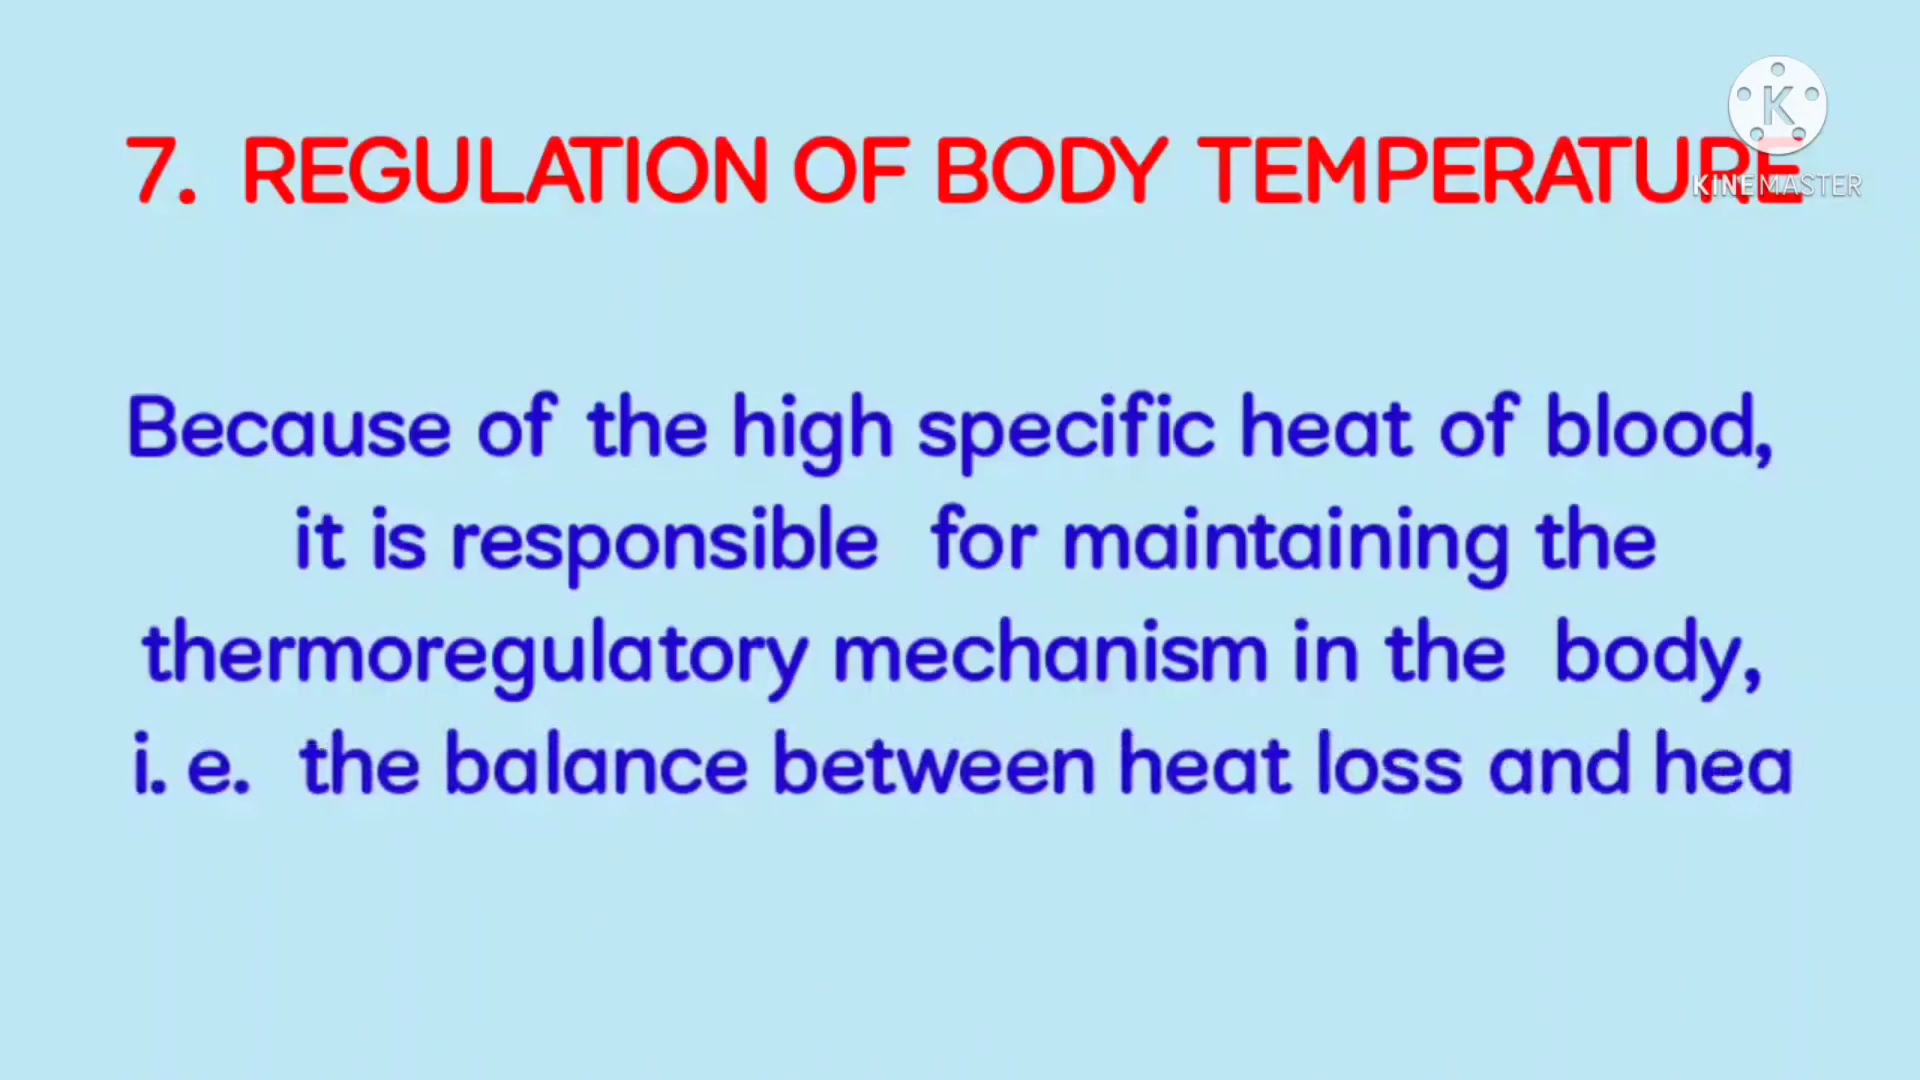 K
KINEMASTER
7. REGULATION OF BODY TEMPERATURE
Because of the high specific heat of blood,
it is responsible for maintaining the
thermoregulatory mechanism in the body,
i. e. the balance between heat loss and hea